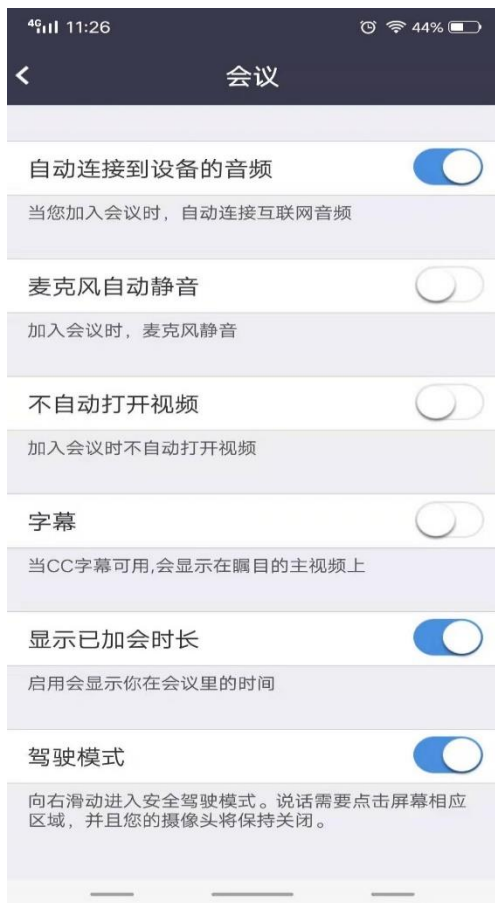 4G 11:26 44%
会议
自动连接到设备的音频
当您加入会议时，自动连接互联网音频
麦克风自动静音
加入会议时，麦克风静音
不自动打开视频
加入会议时不自动打开视频
字幕
当CC字幕可用,会显示在瞩目的主视频上
显示已加会时长
启用会显示你在会议里的时间
驾驶模式
向右滑动进入安全驾驶模式。说话需要点击屏幕相应
区域，并且您的摄像头将保持关闭。